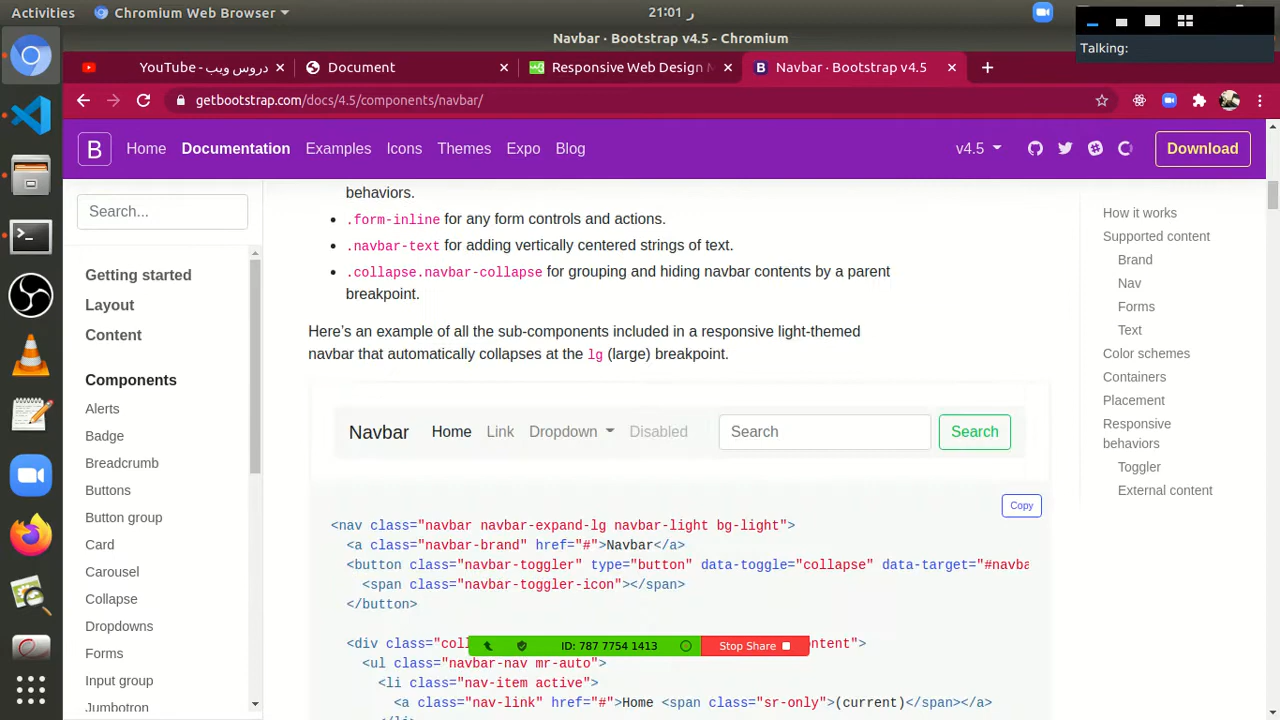 Activities
Chromium Web Browser
21:01 ر
Talking:
Navbar · Bootstrap v4.5 - Chromium
دروس ويب - YouTube
Document
Responsive Web Design
Navbar · Bootstrap v4.5
getbootstrap.com/docs/4.5/components/navbar/
B
Home
Documentation
Examples
Icons
Themes
Expo
Blog
v4.5
Download
Search...
Getting started
Layout
Content
Components
Alerts
Badge
Breadcrumb
Buttons
Button group
Card
Carousel
Collapse
Dropdowns
Forms
Input group
Jumbotron
behaviors.
.form-inline for any form controls and actions.
.navbar-text for adding vertically centered strings of text.
.collapse.navbar-collapse for grouping and hiding navbar contents by a parent
breakpoint.
Here’s an example of all the sub-components included in a responsive light-themed
navbar that automatically collapses at the lg (large) breakpoint.
Navbar
Home
Link
Dropdown
Disabled
Search
Search
Copy
<nav class="navbar navbar-expand-lg navbar-light bg-light">
<a class="navbar-brand" href="#">Navbar</a>
<button class="navbar-toggler" type="button" data-toggle="collapse" data-target="#navba
<span class="navbar-toggler-icon"></span>
</button>
<div class="coll
ontent">
ID: 787 7754 1413
Stop Share
<ul class="navbar-nav mr-auto">
<li class="nav-item active">
<a class="nav-link" href="#">Home <span class="sr-only">(current)</span></a>
How it works
Supported content
Brand
Nav
Forms
Text
Color schemes
Containers
Placement
Responsive
behaviors
Toggler
External content